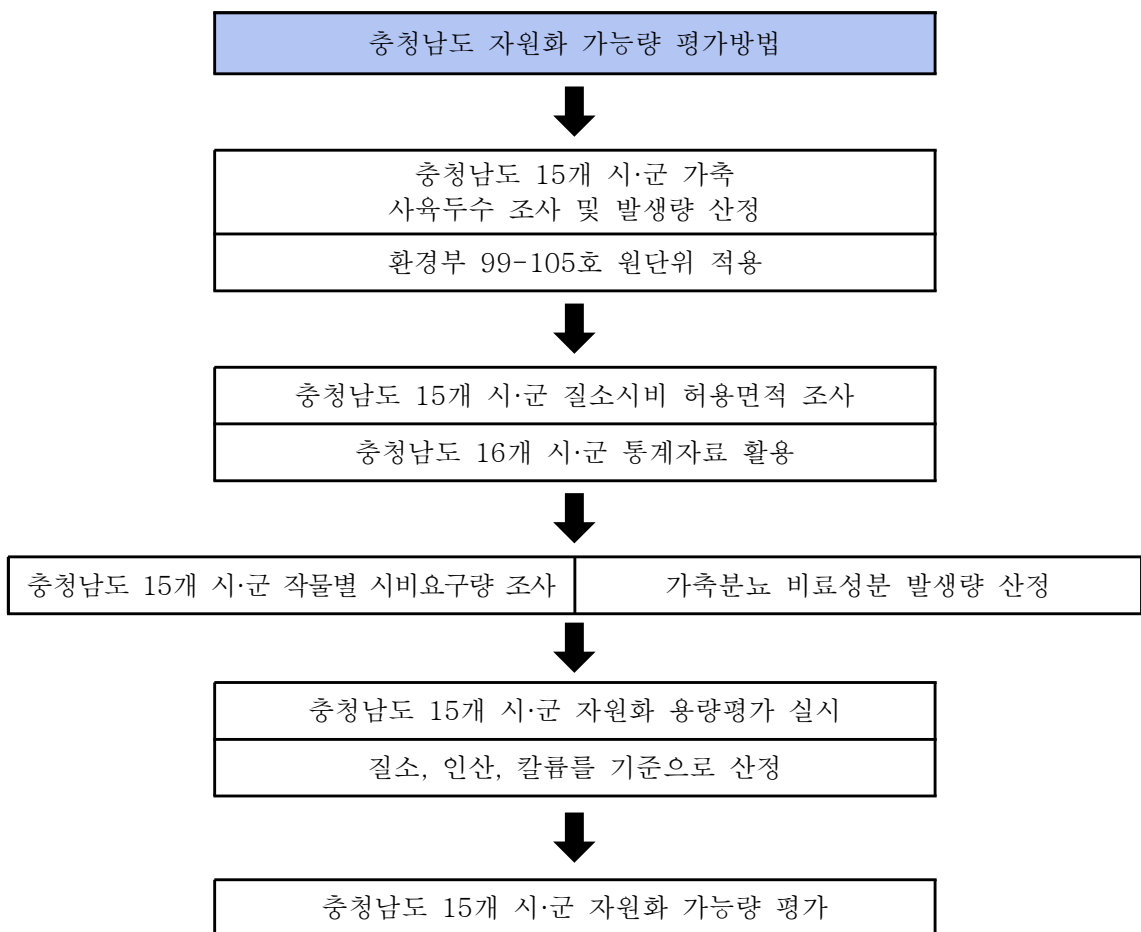 충청남도 자원화 가능량 평가방법
충청남도 15개 시·군 가축
사육두수 조사 및 발생량 산정
환경부 99-105호 원단위 적용
충청남도 15개 시·군 질소시비 허용면적 조사
충청남도 16개 시·군 통계자료 활용
충청남도 15개 시·군 작물별 시비요구량 조사
가축분뇨 비료성분 발생량 산정
충청남도 15개 시·군 자원화 용량평가 실시
질소, 인산, 칼륨를 기준으로 산정
충청남도 15개 시·군 자원화 가능량 평가